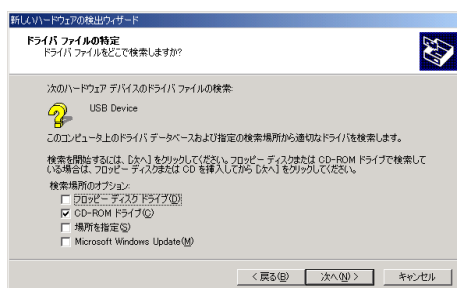 新しいハードウェアの検出ウィザード
ドライバ ファイルの特定
ドライバ ファイルをどこで検索しますか?
次のハードウェア デバイスのドライバ ファイルの検索:
USB Device
このコンピュータ上のドライバ データベースおよび指定の検索場所から適切なドライバを検索します。
検索を開始するには、[次へ] をクリックしてください。フロッピー ディスクまたは CD-ROM ドライブで検索して
いる場合は、フロッピー ディスクまたは CD を挿入してから [次へ] をクリックしてください。
検索場所のオプション:
フロッピー ディスク ドライブ(D)
CD-ROM ドライブ(C)
場所を指定(S)
Microsoft Windows Update(M)
< 戻る(B)
次へ(N) >
キャンセル